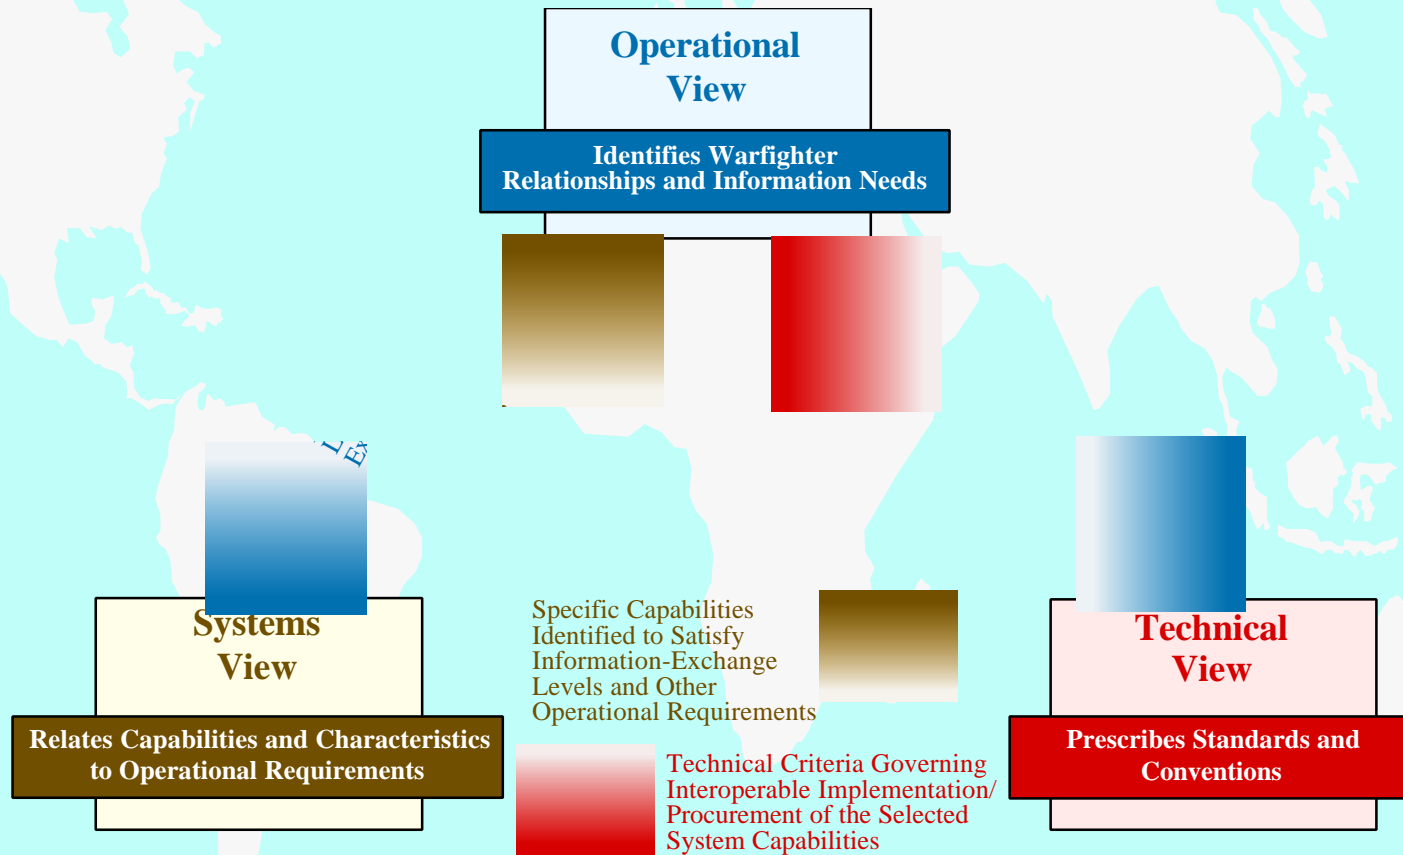 Operational
View
Identifies Warfighter
Relationships and Information Needs
Systems
View
Relates Capabilities and Characteristics
to Operational Requirements
Specific Capabilities
Identified to Satisfy
Information-Exchange
Levels and Other
Operational Requirements
Technical Criteria Governing
Interoperable Implementation/
Procurement of the Selected
System Capabilities
Technical
View
Prescribes Standards and
Conventions